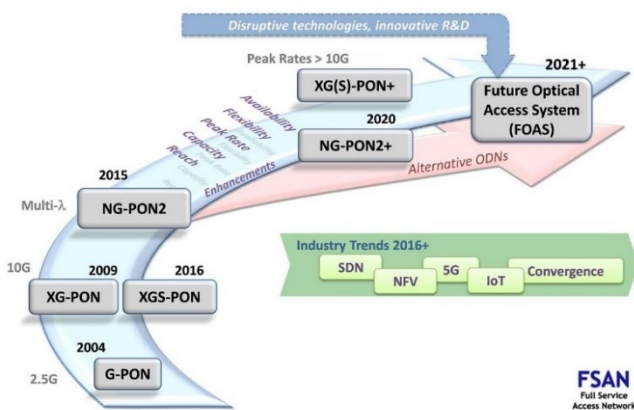 Disruptive technologies, innovative R&D
Peak Rates > 10G
2021+
XG(S)-PON+
Future Optical
Access System
(FOAS)
Availability
Flexibility
Peak Rate
Capacity
Reach
2020
NG-PON2+
Enhancements
Alternative ODNs
2015
Multi-λ
NG-PON2
Industry Trends 2016+
SDN
NFV
5G
IoT
Convergence
10G
2009
2016
XG-PON
XGS-PON
2004
G-PON
2.5G
FSAN
Full Service
Access Network